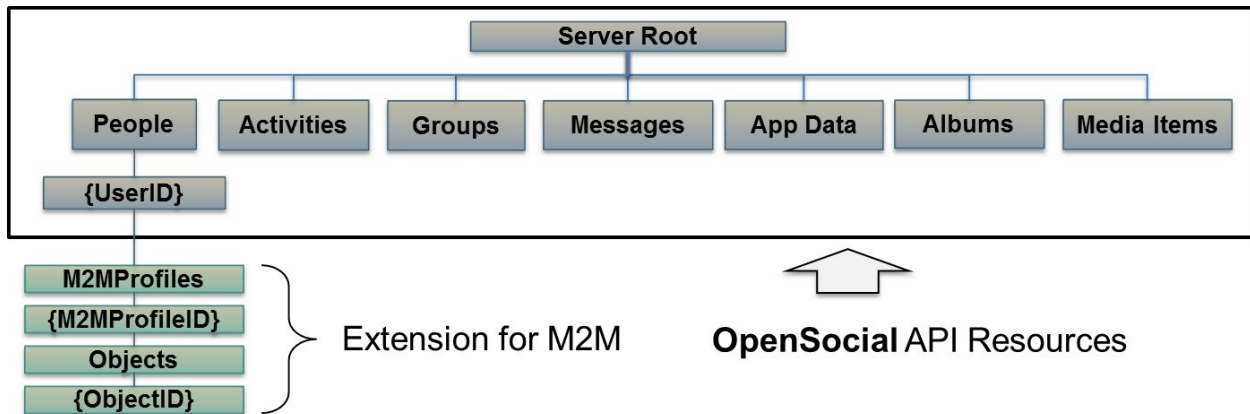 Server Root
People Activities Groups Messages App Data Albums Media Items
{UserID}
M2MProfiles
{M2MProfileID}
Objects
{ObjectID}
Extension for M2M
OpenSocial API Resources